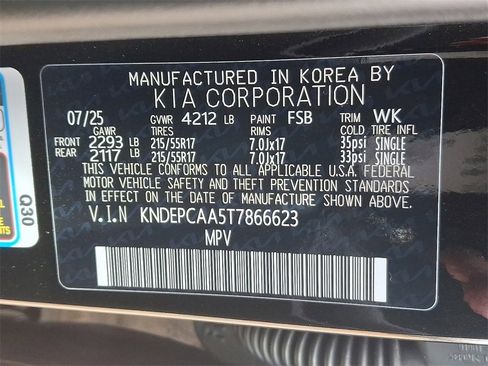 MANUFACTURED IN KOREA BY
KIA CORPORATION
07/25 GVWR 4212 LB PAINT FSB TRIM WK
GAWR TIRES RIMS COLD TIRE INFL
FRONT 2293 LB 215/55R17 7.0Jx17 35psi SINGLE
REAR 2117 LB 215/55R17 7.0Jx17 33psi SINGLE
THIS VEHICLE CONFORMS TO ALL APPLICABLE U.S.A. FEDERAL
MOTOR VEHICLE SAFETY AND THEFT PREVENTION STANDARDS
IN EFFECT ON THE DATE OF MANUFACTURE SHOWN ABOVE.
V.I.N KNDEPCAA5T7866623
MPV
Q30